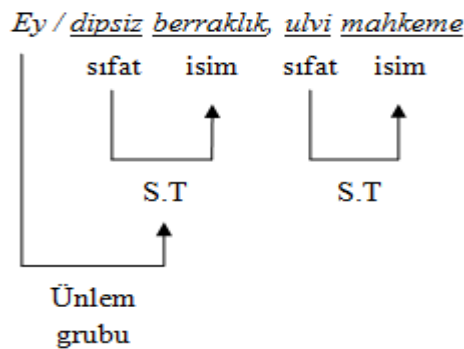 Ey / dipsiz berraklık, ulvi mahkeme
sıfat isim sıfat isim
S.T S.T
Ünlem
grubu